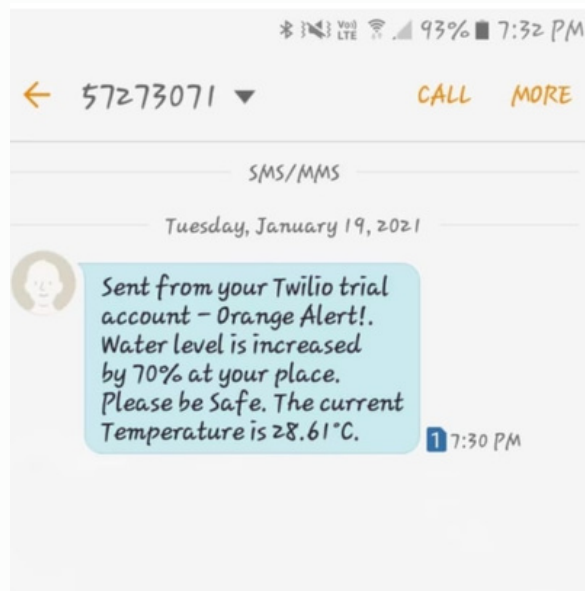 Vo)) LTE 93% 7:32 PM
57273071 CALL MORE
SMS/MMS
Tuesday, January 19, 2021
Sent from your Twilio trial
account - Orange Alert!.
Water level is increased
by 70% at your place.
Please be Safe. The current
Temperature is 28.61°C.
1 7:30 PM